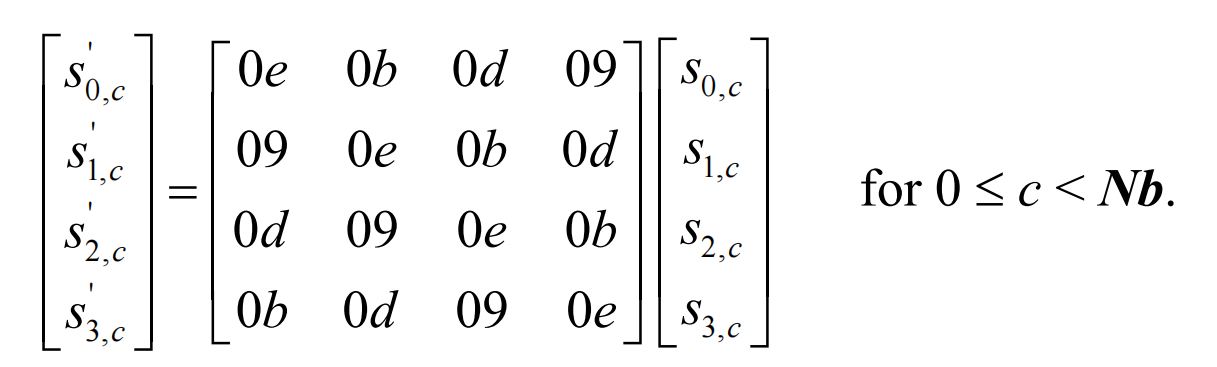 [s'0,c] = [0e 0b 0d 09] [s0,c]
[s'1,c] [09 0e 0b 0d] [s1,c] for 0 ≤ c < Nb.
[s'2,c] [0d 09 0e 0b] [s2,c]
[s'3,c] [0b 0d 09 0e] [s3,c]